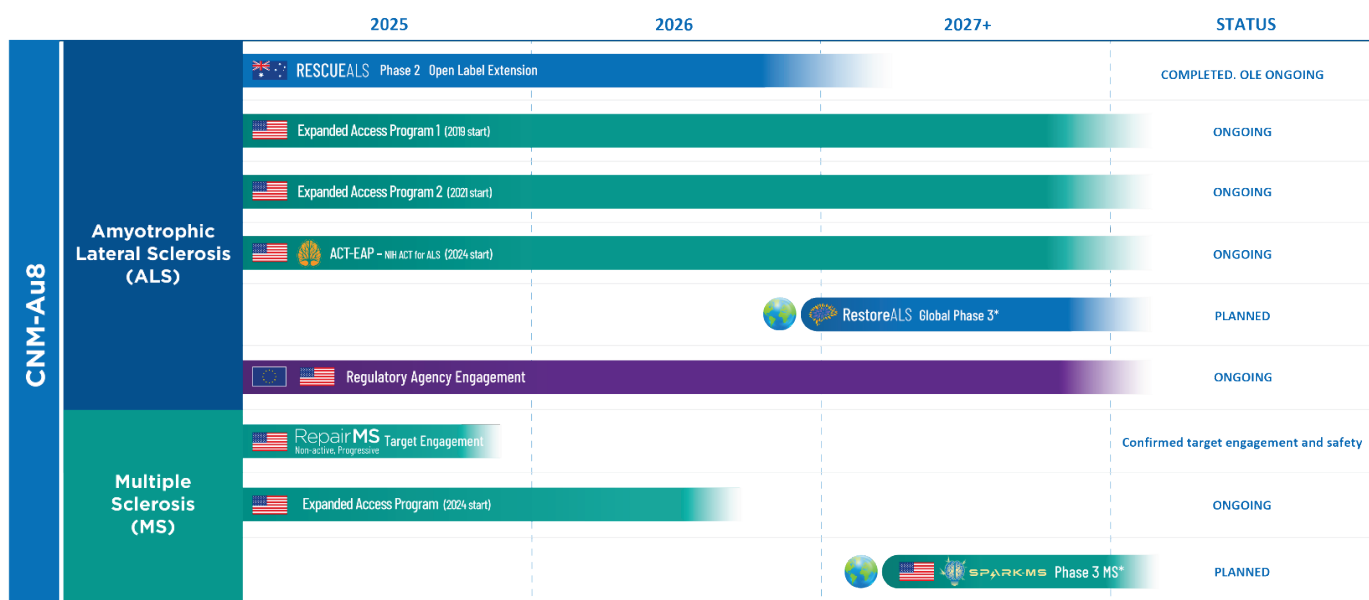 2025 2026 2027+ STATUS
CNM-Au8
Amyotrophic
Lateral Sclerosis
(ALS)
RESCUEALS Phase 2 Open Label Extension COMPLETED. OLE ONGOING
Expanded Access Program 1 (2019 start) ONGOING
Expanded Access Program 2 (2021 start) ONGOING
ACT-EAP – NIH ACT for ALS (2024 start) ONGOING
RestoreALS Global Phase 3* PLANNED
Regulatory Agency Engagement ONGOING
Multiple
Sclerosis
(MS)
RepairMS Target Engagement Confirmed target engagement and safety
Non-active, Progressive
Expanded Access Program (2024 start) ONGOING
SPARK-MS Phase 3 MS* PLANNED